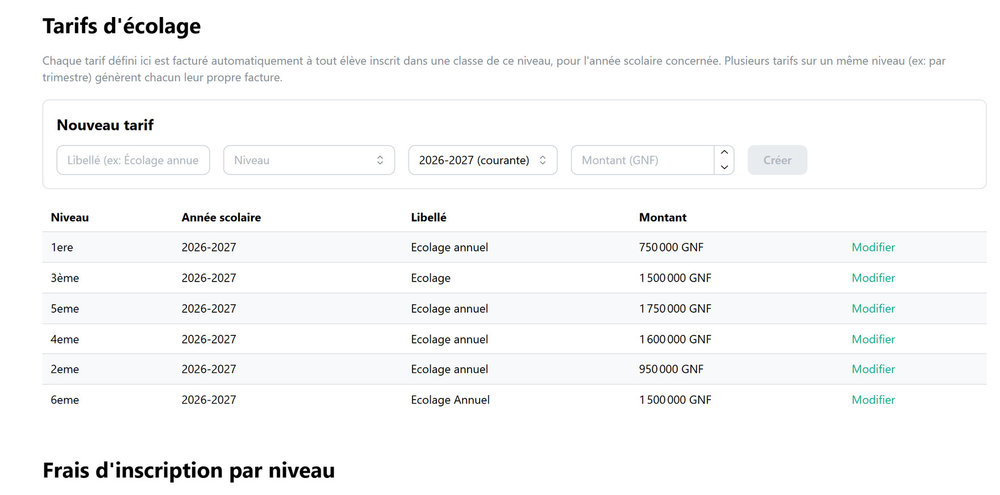 Tarifs d'écolage
Chaque tarif défini ici est facturé automatiquement à tout élève inscrit dans une classe de ce niveau, pour l'année scolaire concernée. Plusieurs tarifs sur un même niveau (ex: par
trimestre) génèrent chacun leur propre facture.
Nouveau tarif
Libellé (ex: Écolage annue Niveau 2026-2027 (courante) Montant (GNF) Créer
Niveau Année scolaire Libellé Montant
1ere 2026-2027 Ecolage annuel 750 000 GNF Modifier
3ème 2026-2027 Ecolage 1 500 000 GNF Modifier
5eme 2026-2027 Ecolage annuel 1 750 000 GNF Modifier
4eme 2026-2027 Ecolage annuel 1 600 000 GNF Modifier
2eme 2026-2027 Ecolage annuel 950 000 GNF Modifier
6eme 2026-2027 Ecolage Annuel 1 500 000 GNF Modifier
Frais d'inscription par niveau